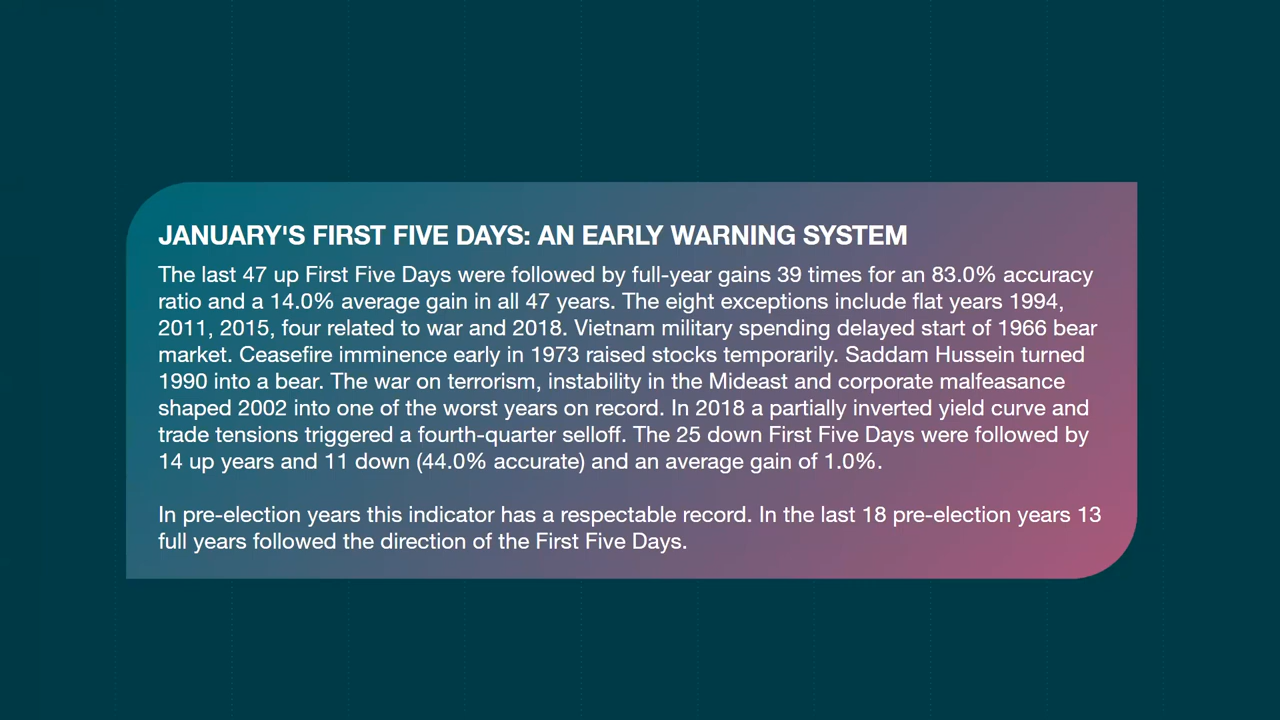 JANUARY'S FIRST FIVE DAYS: AN EARLY WARNING SYSTEM
The last 47 up First Five Days were followed by full-year gains 39 times for an 83.0% accuracy
ratio and a 14.0% average gain in all 47 years. The eight exceptions include flat years 1994,
2011, 2015, four related to war and 2018. Vietnam military spending delayed start of 1966 bear
market. Ceasefire imminence early in 1973 raised stocks temporarily. Saddam Hussein turned
1990 into a bear. The war on terrorism, instability in the Mideast and corporate malfeasance
shaped 2002 into one of the worst years on record. In 2018 a partially inverted yield curve and
trade tensions triggered a fourth-quarter selloff. The 25 down First Five Days were followed by
14 up years and 11 down (44.0% accurate) and an average gain of 1.0%.
In pre-election years this indicator has a respectable record. In the last 18 pre-election years 13
full years followed the direction of the First Five Days.